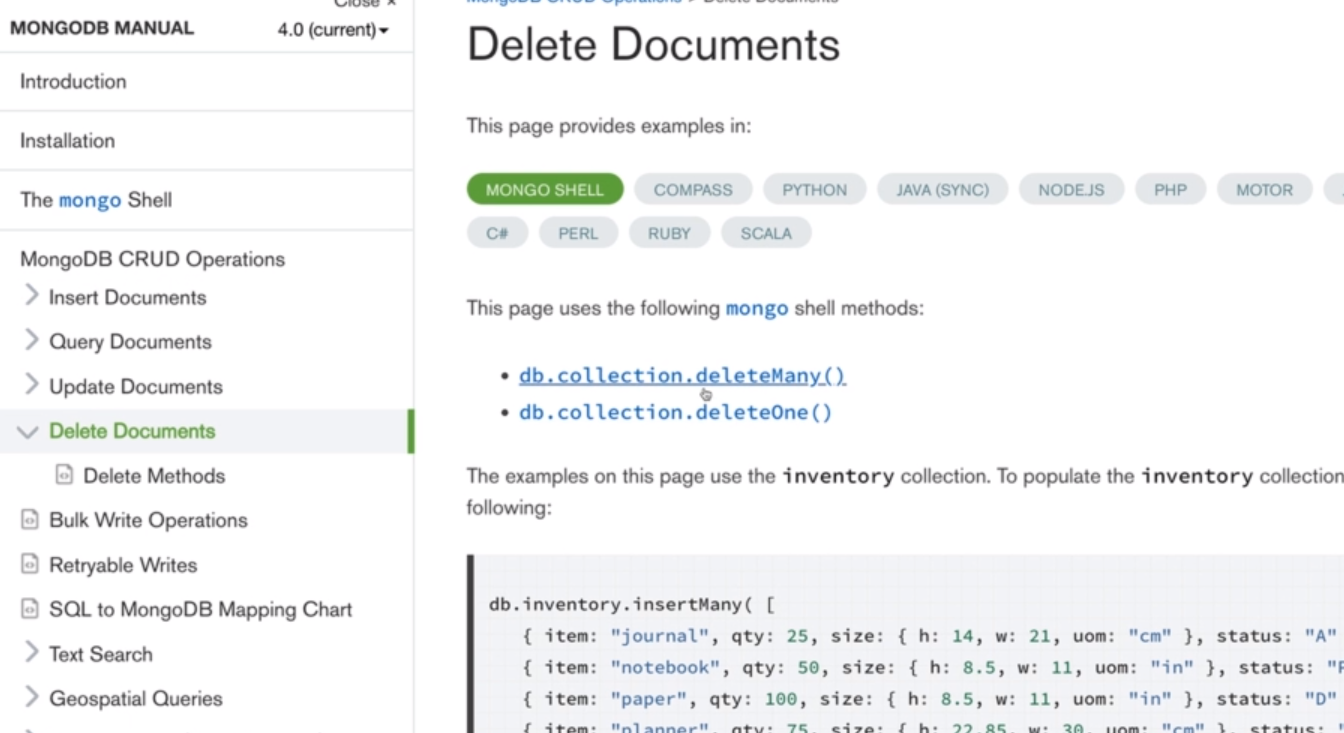 Close ×
MONGODB MANUAL
4.0 (current)
Introduction
Installation
The mongo Shell
MongoDB CRUD Operations
Insert Documents
Query Documents
Update Documents
Delete Documents
Delete Methods
Bulk Write Operations
Retryable Writes
SQL to MongoDB Mapping Chart
Text Search
Geospatial Queries
MongoDB CRUD Operations > Delete Documents
Delete Documents
This page provides examples in:
MONGO SHELL COMPASS PYTHON JAVA (SYNC) NODE.JS PHP MOTOR
C# PERL RUBY SCALA
This page uses the following mongo shell methods:
• db.collection.deleteMany()
• db.collection.deleteOne()
The examples on this page use the inventory collection. To populate the inventory collection
following:
db.inventory.insertMany( [
{ item: "journal", qty: 25, size: { h: 14, w: 21, uom: "cm" }, status: "A"
{ item: "notebook", qty: 50, size: { h: 8.5, w: 11, uom: "in" }, status:
{ item: "paper", qty: 100, size: { h: 8.5, w: 11, uom: "in" }, status: "D"
{ item: "planner", qty: 75, size: { h: 22.85, w: 30, uom: "cm" }, status: